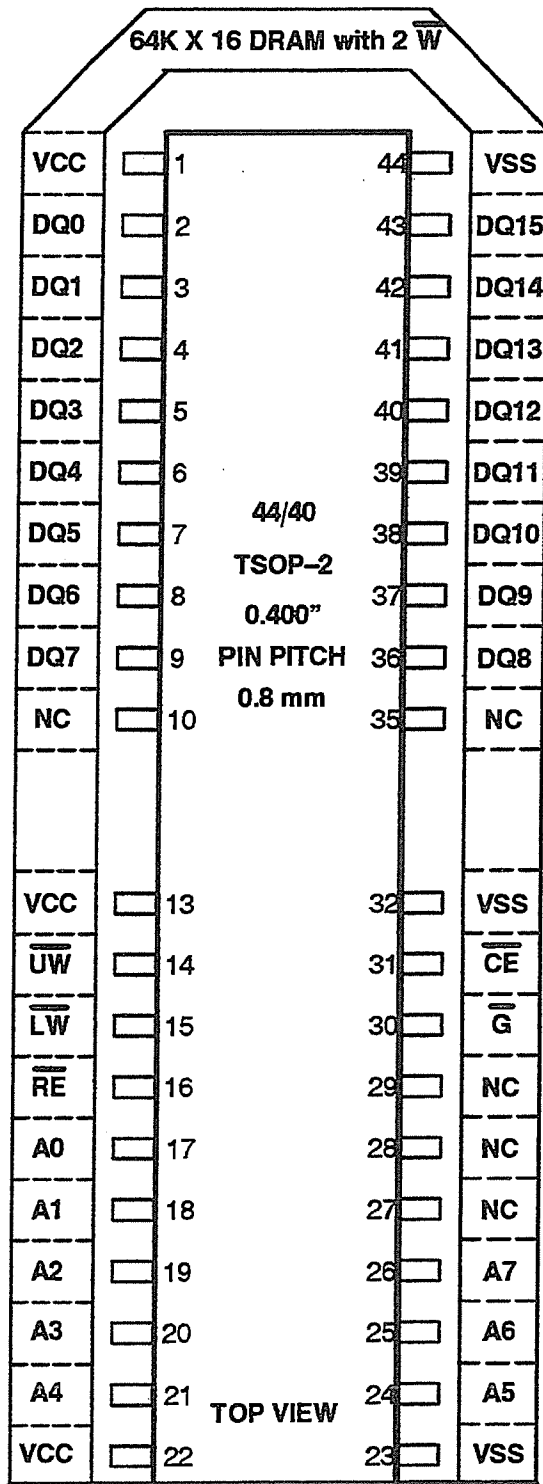 64K X 16 DRAM with 2 W̅
VCC 1 44 VSS
DQ0 2 43 DQ15
DQ1 3 42 DQ14
DQ2 4 41 DQ13
DQ3 5 40 DQ12
DQ4 6 39 DQ11
44/40
DQ5 7 38 DQ10
TSOP–2
DQ6 8 37 DQ9
0.400"
DQ7 9 36 DQ8
PIN PITCH
0.8 mm
NC 10 35 NC
VCC 13 32 VSS
U̅W̅ 14 31 C̅E̅
L̅W̅ 15 30 G̅
R̅E̅ 16 29 NC
A0 17 28 NC
A1 18 27 NC
A2 19 26 A7
A3 20 25 A6
A4 21 24 A5
TOP VIEW
VCC 22 23 VSS